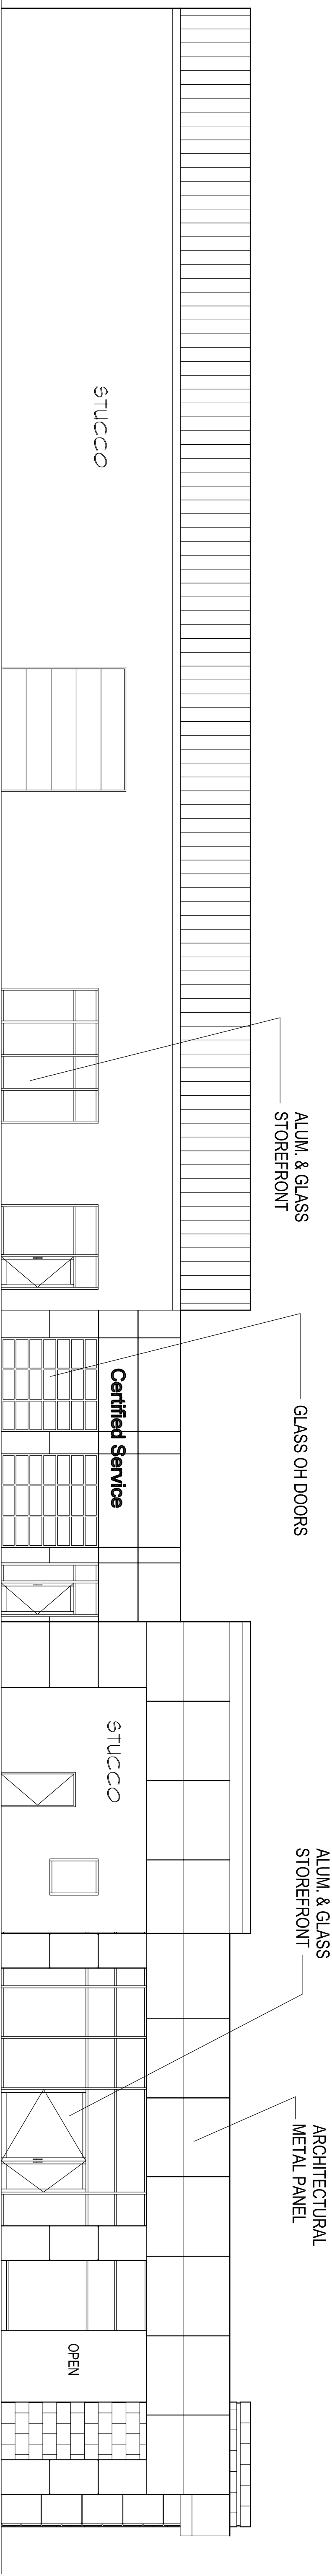 STUCCO
ALUM. & GLASS
STOREFRONT
GLASS OH DOORS
Certified Service
STUCCO
ALUM. & GLASS
STOREFRONT
ARCHITECTURAL
METAL PANEL
OPEN